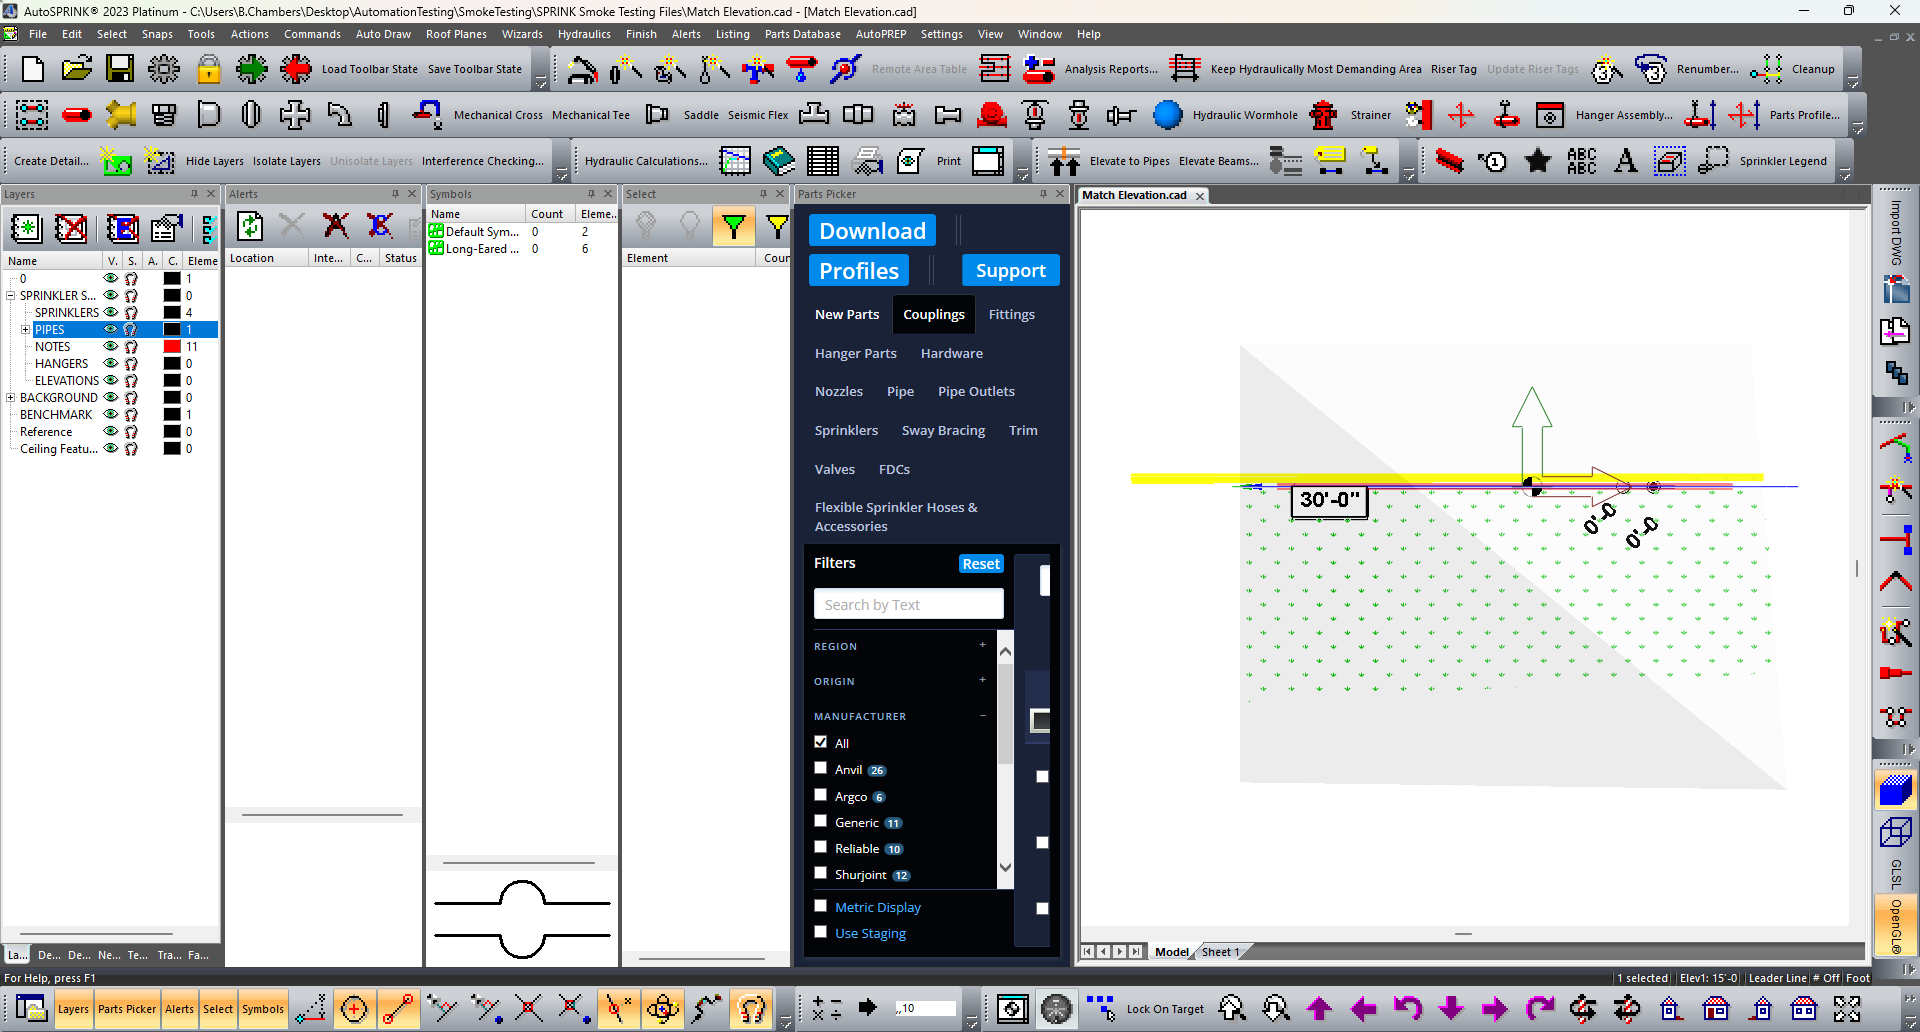 AutoSPRINK® 2023 Platinum - C:\Users\B.Chambers\Desktop\AutomationTesting\SmokeTesting\SPRINK Smoke Testing Files\Match Elevation.cad - [Match Elevation.cad]
File Edit Select Snaps Tools Actions Commands Auto Draw Roof Planes Wizards Hydraulics Finish Alerts Listing Parts Database AutoPREP Settings View Window Help
Load Toolbar State Save Toolbar State Remote Area Table Analysis Reports... Keep Hydraulically Most Demanding Area Riser Tag Update Riser Tags Renumber... Cleanup
Mechanical Cross Mechanical Tee Saddle Seismic Flex Hydraulic Wormhole Strainer Hanger Assembly... Parts Profile...
Create Detail... Hide Layers Isolate Layers Unisolate Layers Interference Checking... Hydraulic Calculations... Print Elevate to Pipes Elevate Beams... ABC ABC A Sprinkler Legend
Layers
Name V. S. A. C. Eleme
0 1
SPRINKLER S... 0
SPRINKLERS 4
PIPES 1
NOTES 11
HANGERS 0
ELEVATIONS 0
BACKGROUND 0
BENCHMARK 1
Reference 0
Ceiling Featu... 0
La... De... De... Ne... Te... Tra... Fa...
Alerts
Location Inte... C... Status
Symbols
Name Count Eleme...
Default Sym... 0 2
Long-Eared ... 0 6
Select
Element Cour
Parts Picker
Download
Profiles Support
New Parts Couplings Fittings
Hanger Parts Hardware
Nozzles Pipe Pipe Outlets
Sprinklers Sway Bracing Trim
Valves FDCs
Flexible Sprinkler Hoses &
Accessories
Filters Reset
Search by Text
REGION +
ORIGIN +
MANUFACTURER −
All
Anvil 26
Argco 6
Generic 11
Reliable 10
Shurjoint 12
Metric Display
Use Staging
Match Elevation.cad
30'-0"
0'-0
0'-0
Model Sheet 1
Import DWG
GLSL
OpenGL®
For Help, press F1
1 selected Elev1: 15'-0 Leader Line # Off Foot
Layers Parts Picker Alerts Select Symbols ,,10 Lock On Target